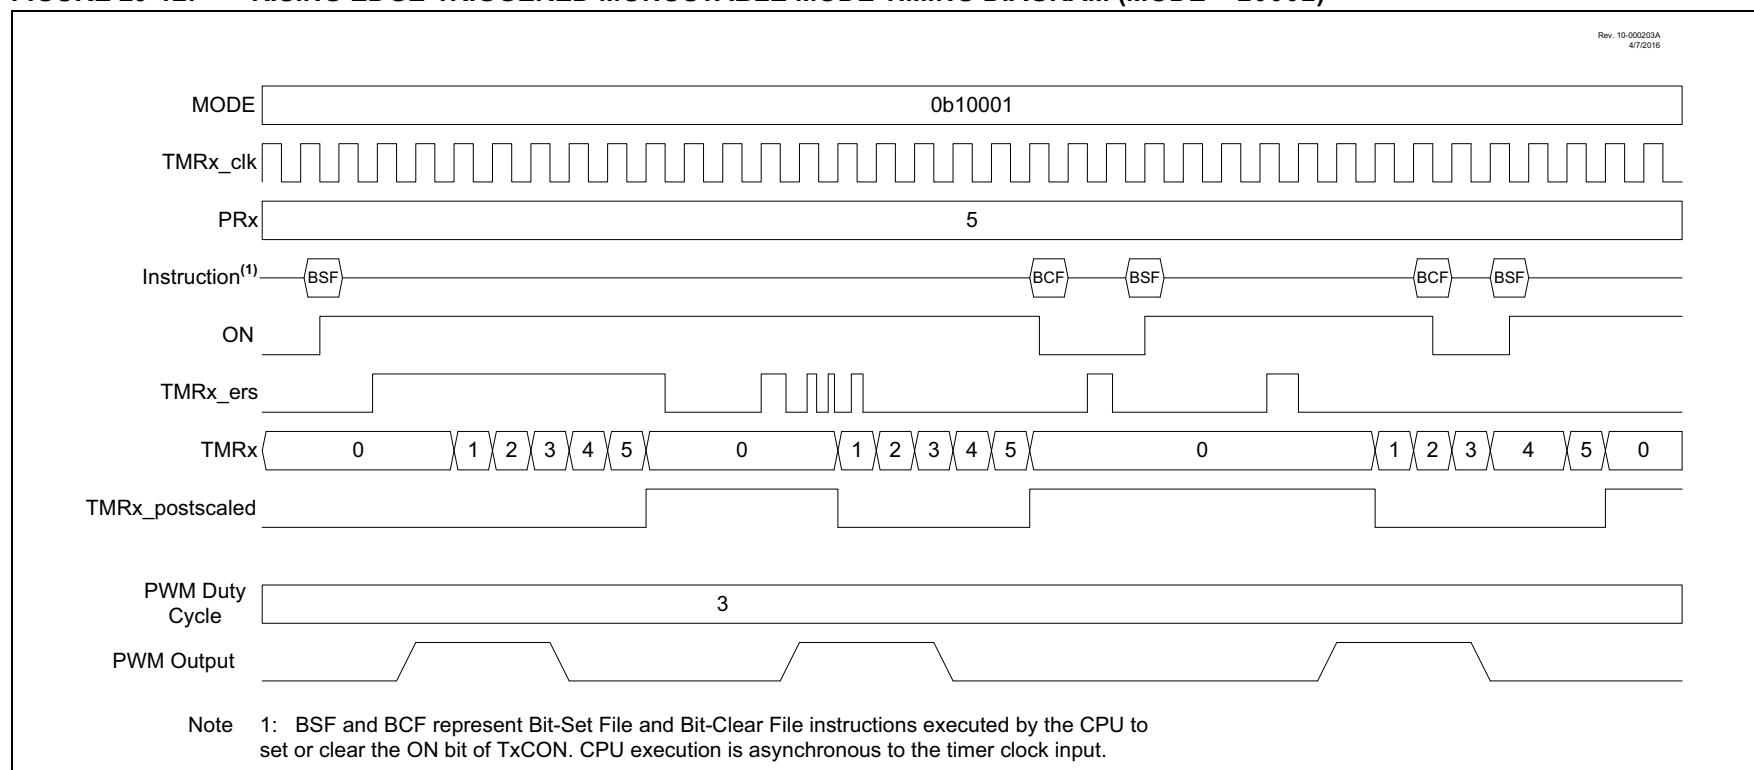 Rev. 10-000203A
4/7/2016
MODE 0b10001
TMRx_clk
PRx 5
Instruction(1) BSF BCF BSF BCF BSF
ON
TMRx_ers
TMRx 0 1 2 3 4 5 0 1 2 3 4 5 0 1 2 3 4 5 0
TMRx_postscaled
PWM Duty
Cycle
3
PWM Output
Note 1: BSF and BCF represent Bit-Set File and Bit-Clear File instructions executed by the CPU to
set or clear the ON bit of TxCON. CPU execution is asynchronous to the timer clock input.